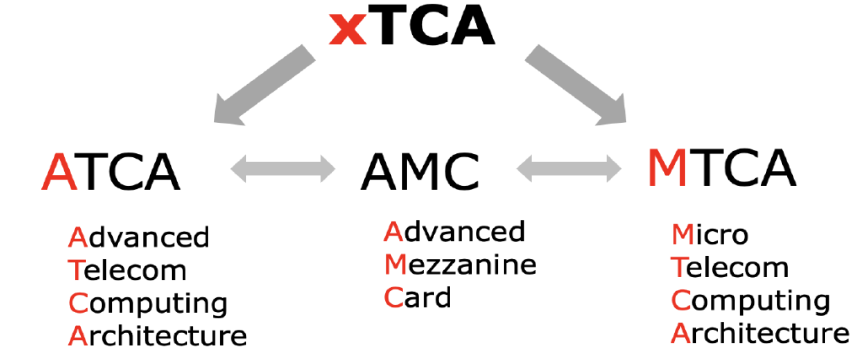 xTCA
ATCA
AMC
MTCA
Advanced
Telecom
Computing
Architecture
Advanced
Mezzanine
Card
Micro
Telecom
Computing
Architecture